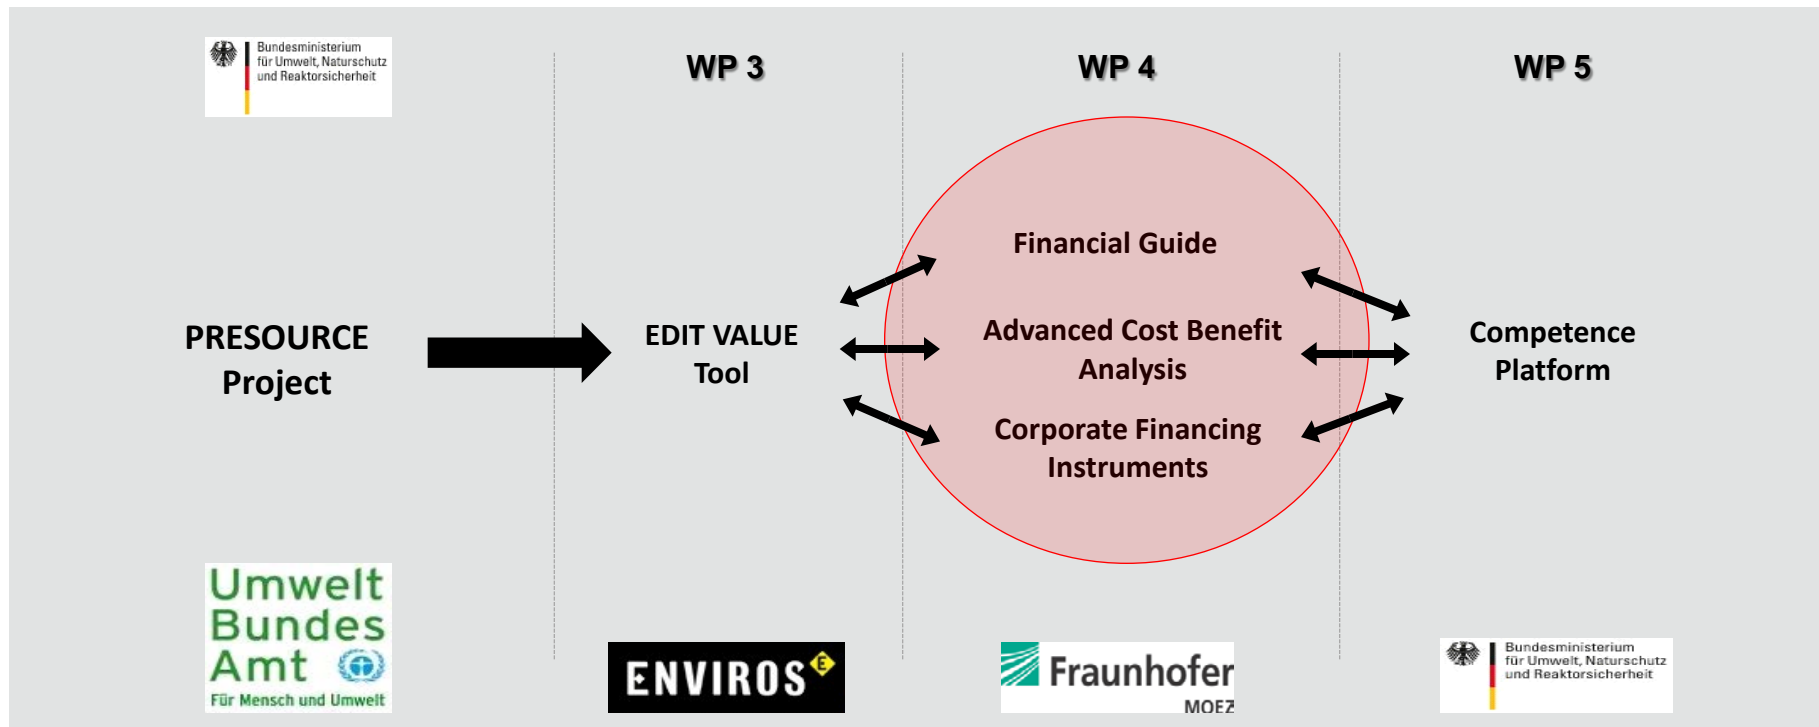 Bundesministerium
für Umwelt, Naturschutz
und Reaktorsicherheit
WP 3
WP 4
WP 5
PRESOURCE
Project
EDIT VALUE
Tool
Financial Guide
Advanced Cost Benefit
Analysis
Corporate Financing
Instruments
Competence
Platform
Umwelt
Bundes
Amt
Für Mensch und Umwelt
ENVIROS E
Fraunhofer
MOEZ
Bundesministerium
für Umwelt, Naturschutz
und Reaktorsicherheit